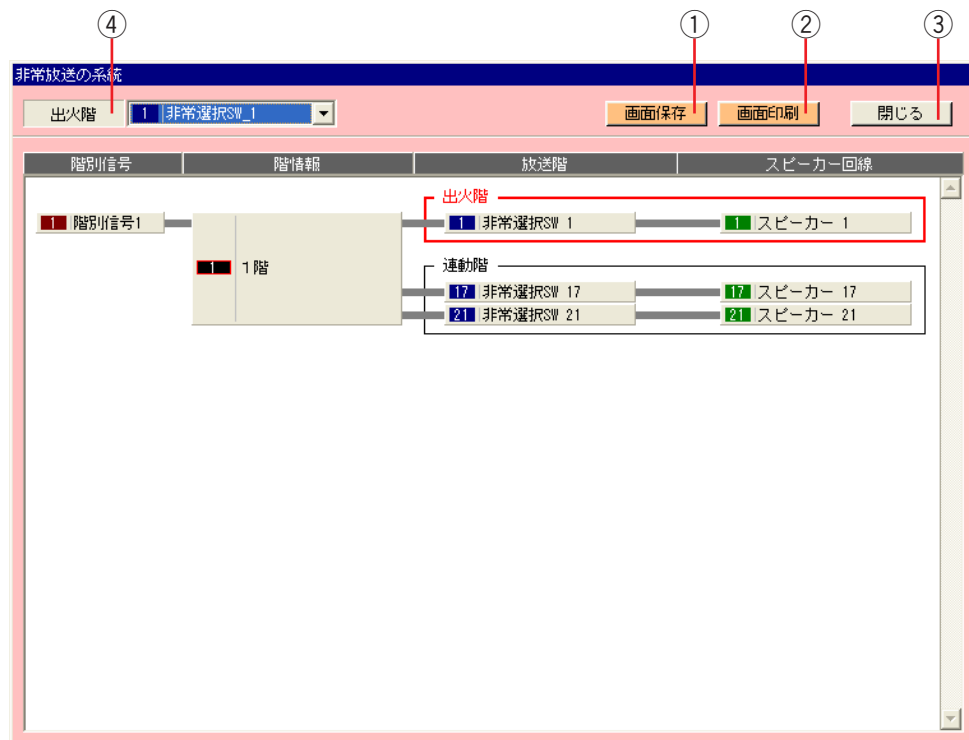 ④ ① ② ③
非常放送の系統
出火階 1 非常選択SW_1 画面保存 画面印刷 閉じる
階別信号 階情報 放送階 スピーカー回線
出火階
1 階別信号1 1 非常選択SW 1 1 スピーカー 1
1 1階
連動階
17 非常選択SW 17 17 スピーカー 17
21 非常選択SW 21 21 スピーカー 21